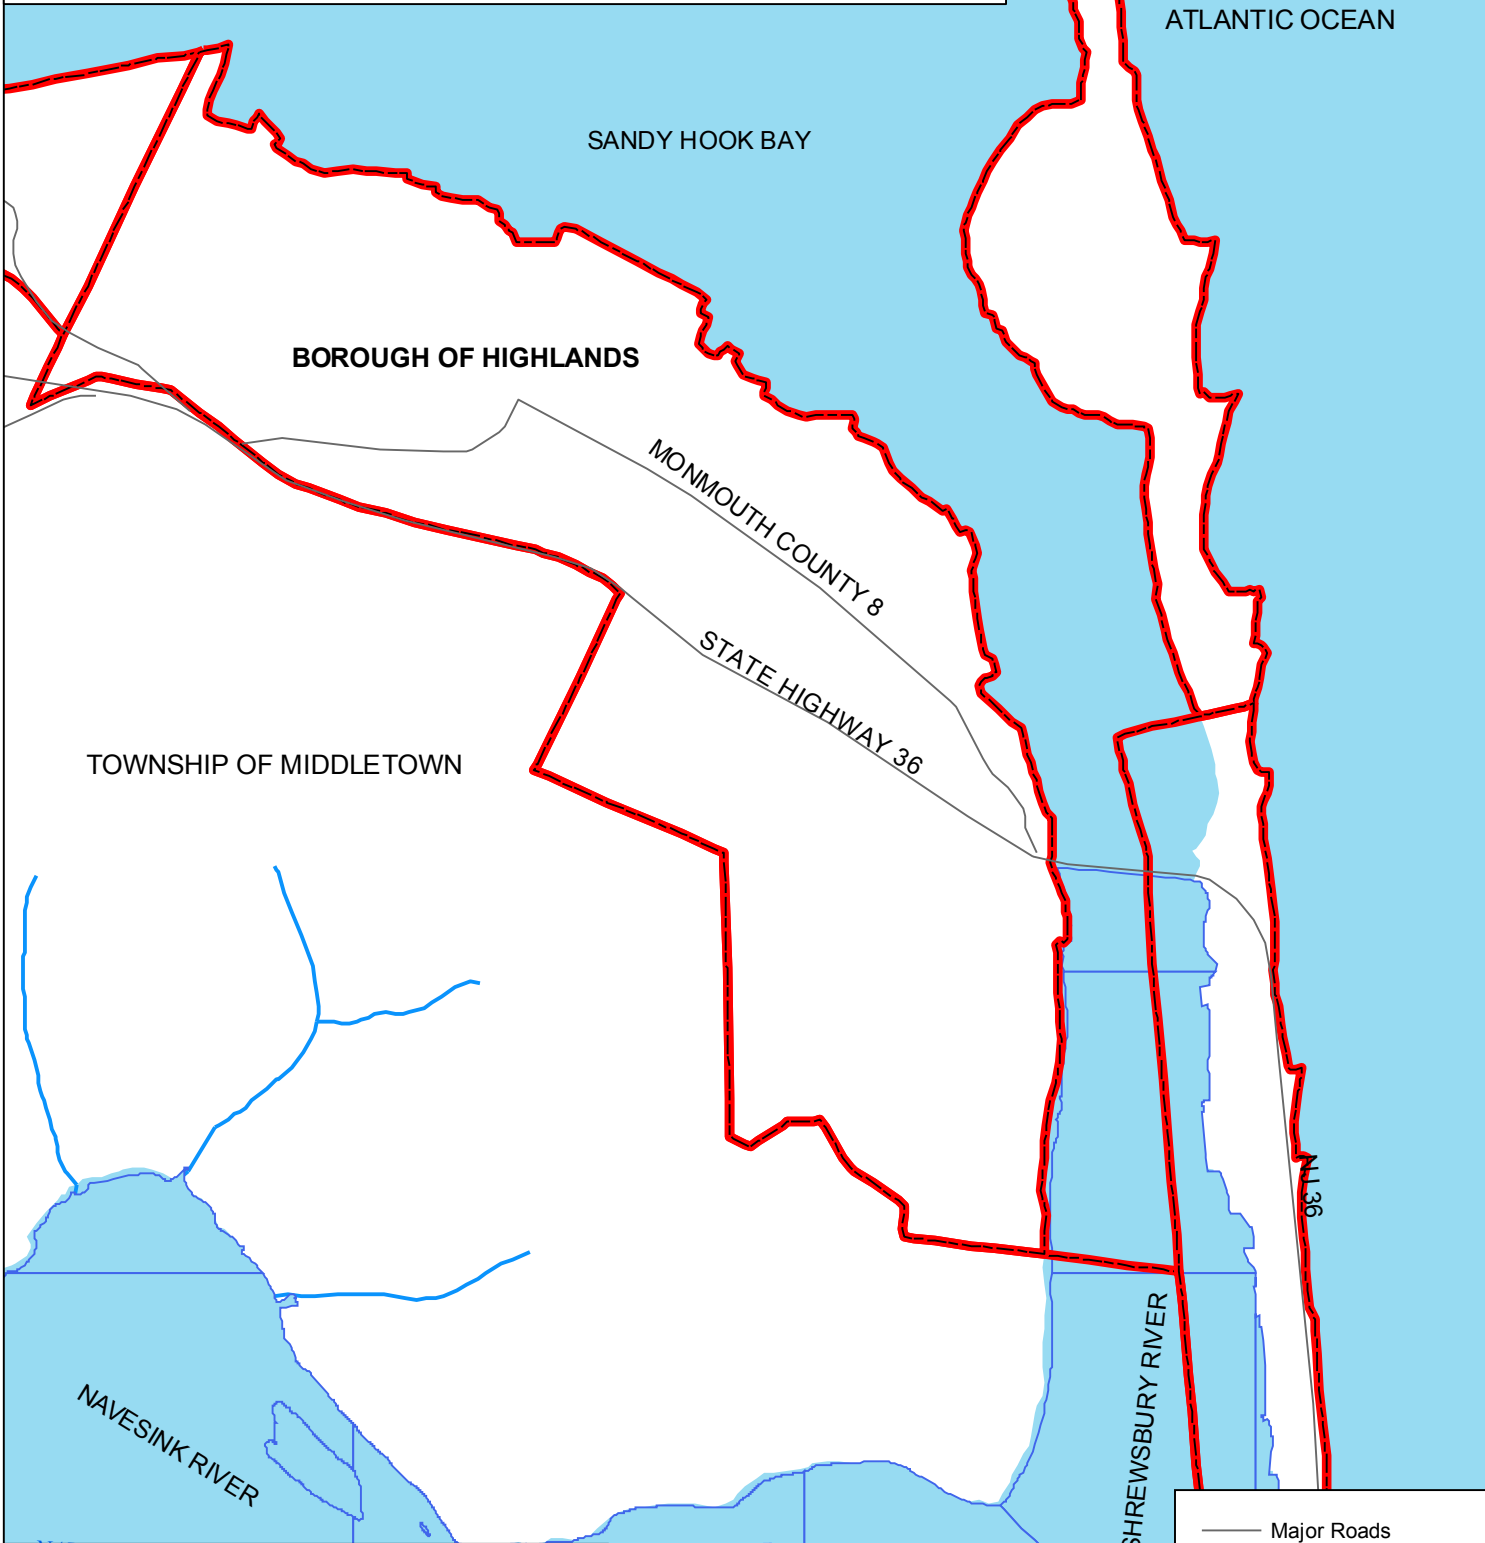 ATLANTIC OCEAN
SANDY HOOK BAY
BOROUGH OF HIGHLANDS
MONMOUTH COUNTY 8
STATE HIGHWAY 36
TOWNSHIP OF MIDDLETOWN
NJ 36
NAVESINK RIVER
SHREWSBURY RIVER
Major Roads